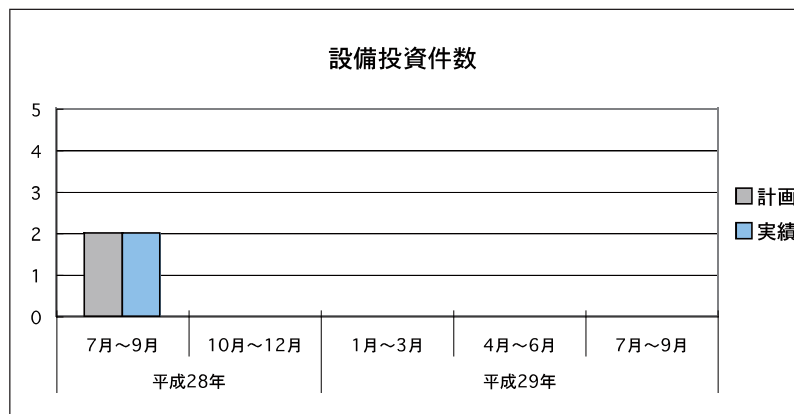 設備投資件数
5
4
3
2
1
0
計画
実績
7月～9月 10月～12月 1月～3月 4月～6月 7月～9月
平成28年 平成29年